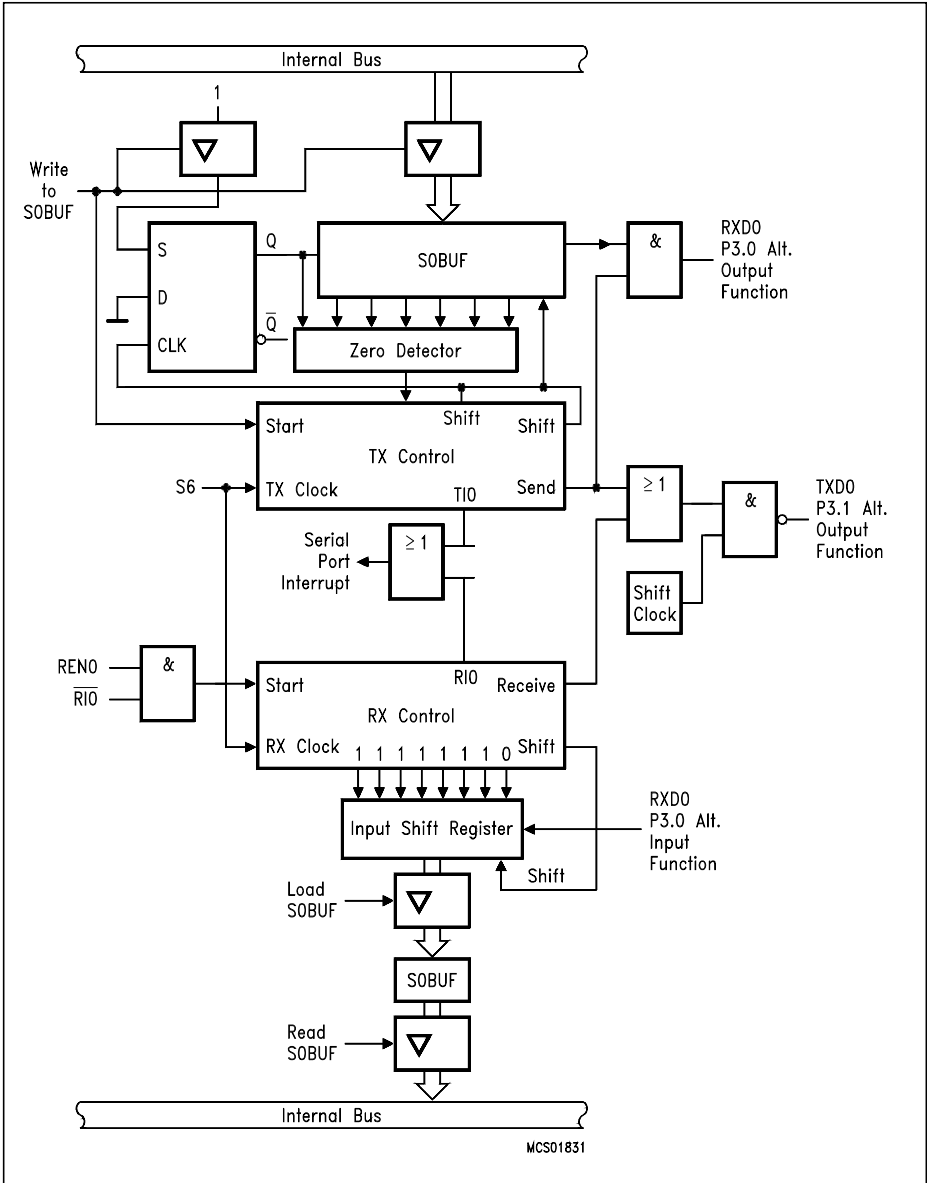 Internal Bus
1
Write
to
S0BUF
S
Q
D
Q
CLK
S0BUF
&
RXD0
P3.0 Alt.
Output
Function
Zero Detector
Start
Shift
Shift
TX Control
S6
TX Clock
TI0
Send
≥ 1
&
TXD0
P3.1 Alt.
Output
Function
Serial
Port
Interrupt
≥ 1
Shift
Clock
REN0
RI0
&
Start
RI0
Receive
RX Control
RX Clock
1 1 1 1 1 1 1 0
Shift
Input Shift Register
RXD0
P3.0 Alt.
Input
Function
Shift
Load
S0BUF
S0BUF
Read
S0BUF
Internal Bus
MCS01831